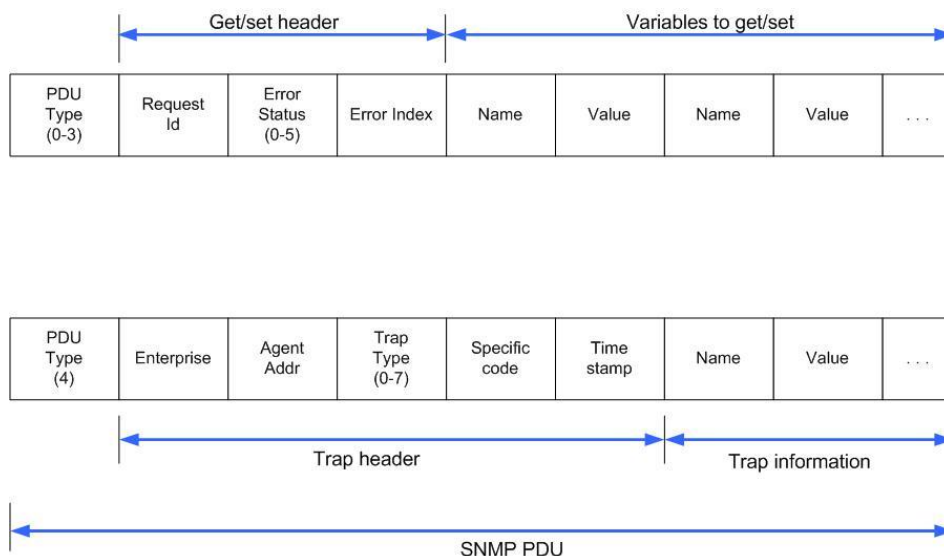 Get/set header
Variables to get/set
PDU
Type
(0-3)
Request
Id
Error
Status
(0-5)
Error Index
Name
Value
Name
Value
. . .
PDU
Type
(4)
Enterprise
Agent
Addr
Trap
Type
(0-7)
Specific
code
Time
stamp
Name
Value
. . .
Trap header
Trap information
SNMP PDU